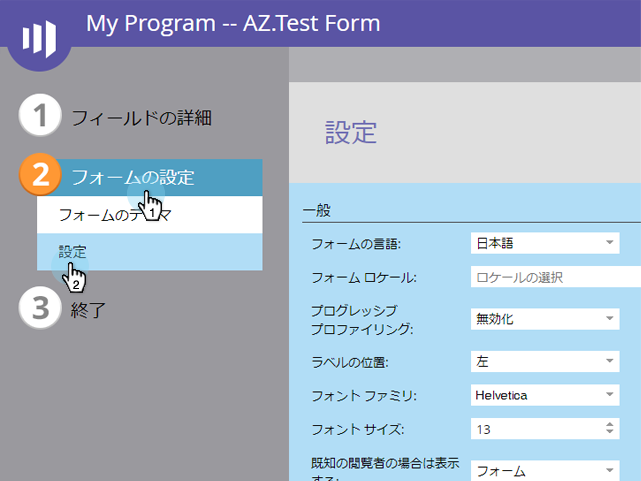 My Program -- AZ.Test Form
1 フィールドの詳細
2 フォームの設定
1
フォームのテーマ
設定
2
3 終了
設定
一般
フォームの言語: 日本語
フォーム ロケール: ロケールの選択
プログレッシブ
プロファイリング: 無効化
ラベルの位置: 左
フォント ファミリ: Helvetica
フォント サイズ: 13
既知の閲覧者の場合は表示
する: フォーム